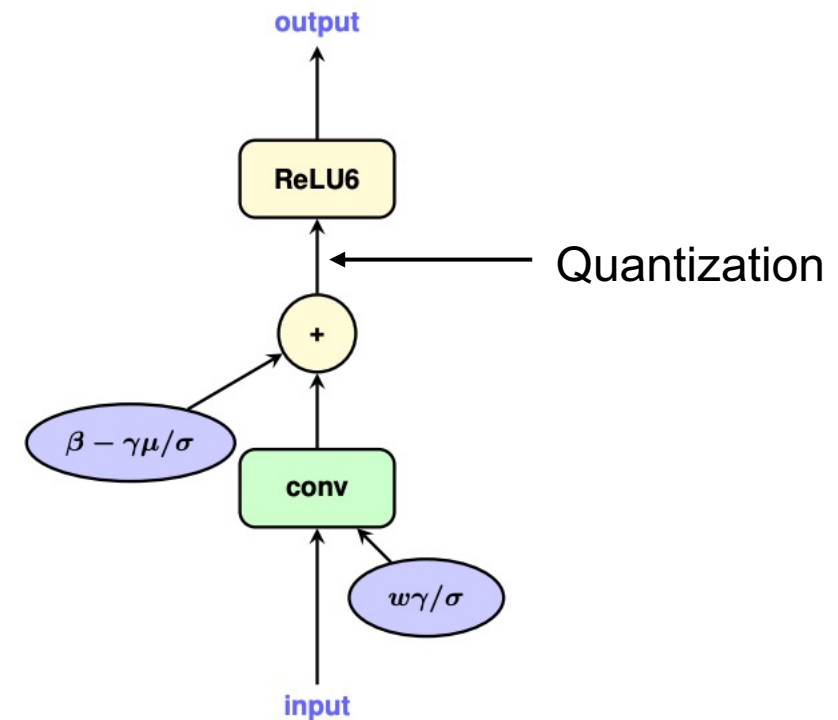 output
ReLU6
Quantization
+
β − γμ/σ
conv
wγ/σ
input